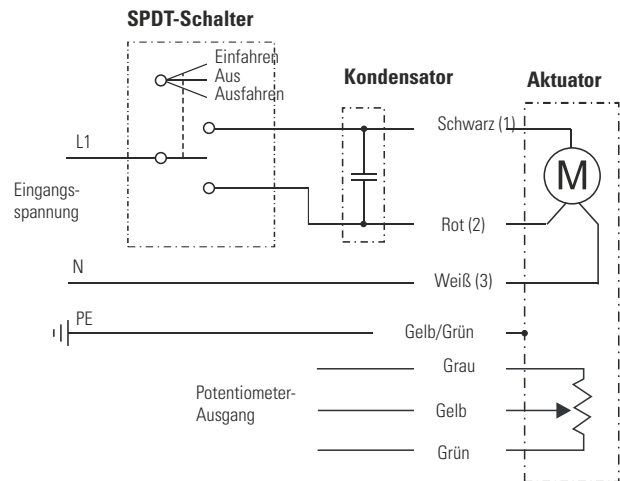 SPDT-Schalter
Einfahren
Aus
Ausfahren
Kondensator
Aktuator
L1
Schwarz (1)
M
Eingangs-
spannung
Rot (2)
N
Weiß (3)
PE
Gelb/Grün
Grau
Potentiometer-
Ausgang
Gelb
Grün